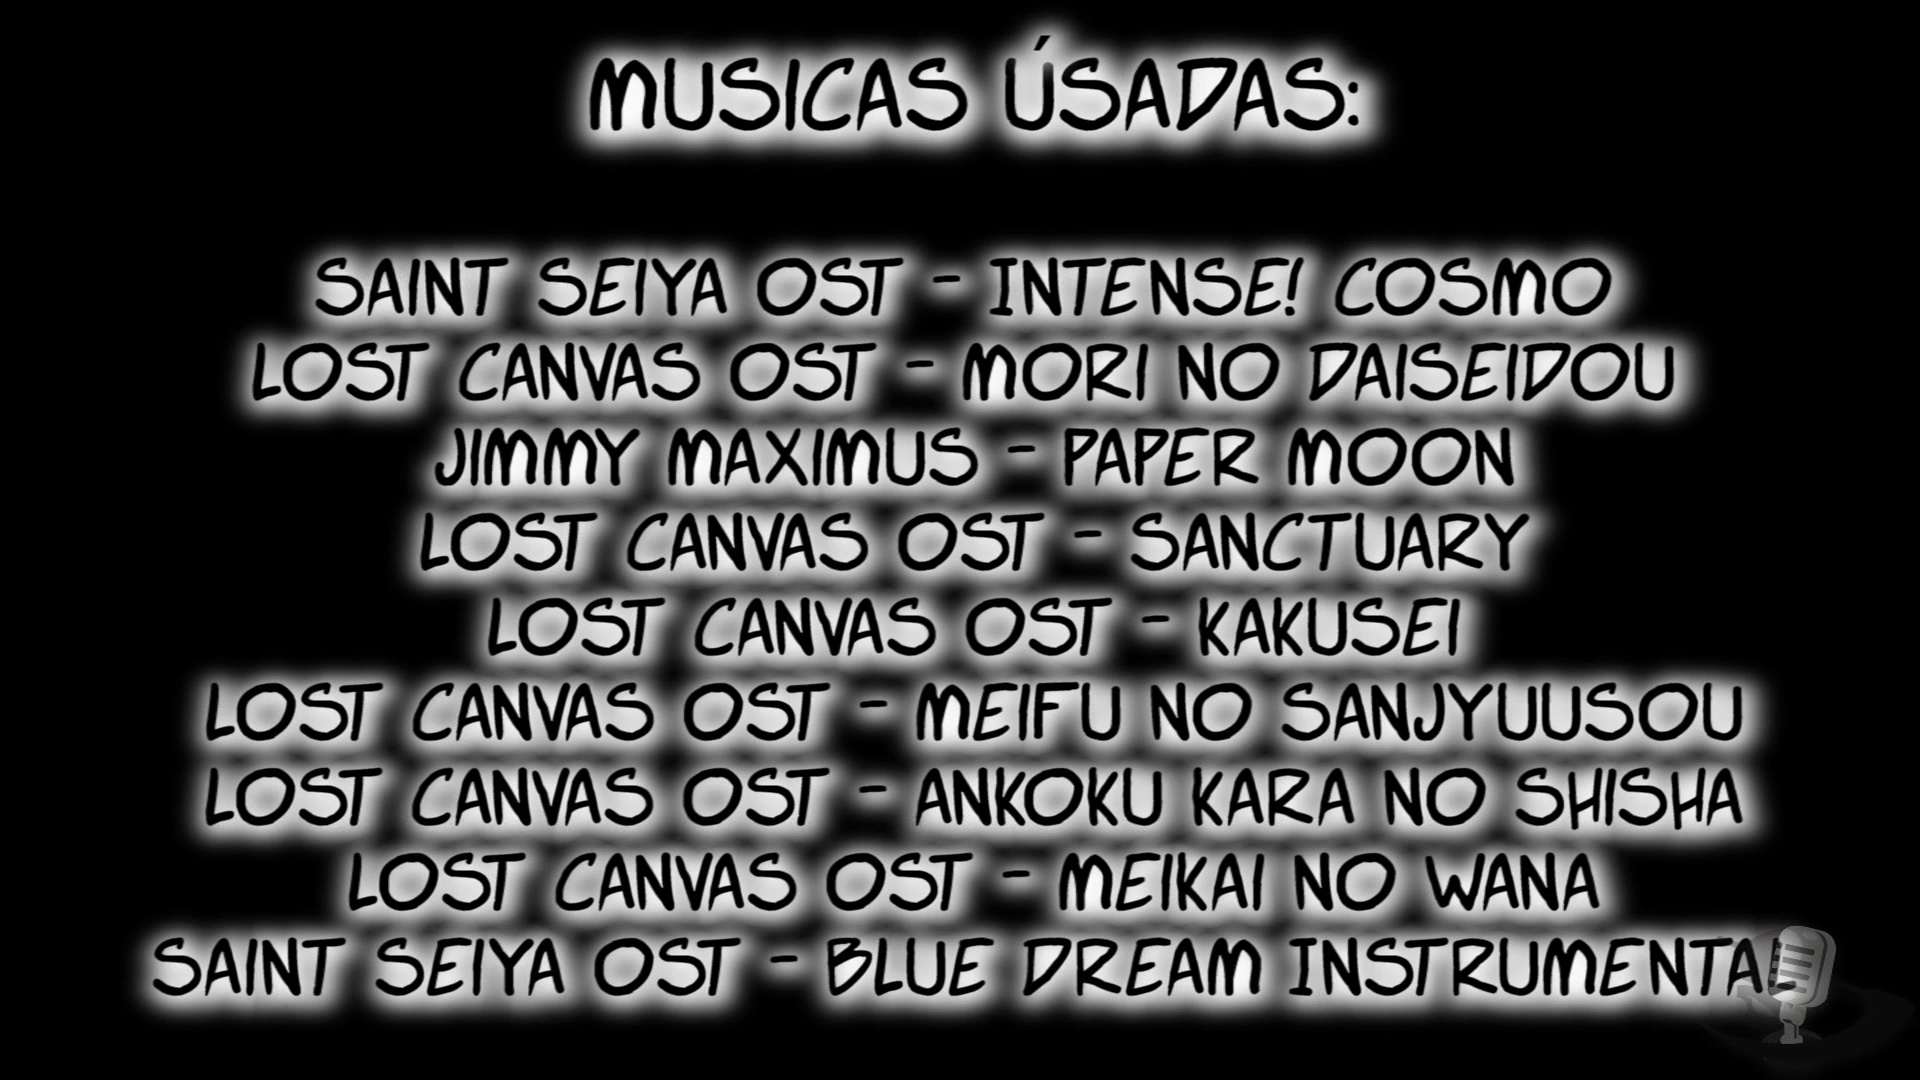 MUSICAS ÚSADAS:
SAINT SEIYA OST - INTENSE! COSMO
LOST CANVAS OST - MORI NO DAISEIDOU
JIMMY MAXIMUS - PAPER MOON
LOST CANVAS OST - SANCTUARY
LOST CANVAS OST - KAKUSEI
LOST CANVAS OST - MEIFU NO SANJYUUSOU
LOST CANVAS OST - ANKOKU KARA NO SHISHA
LOST CANVAS OST - MEIKAI NO WANA
SAINT SEIYA OST - BLUE DREAM INSTRUMENTAL